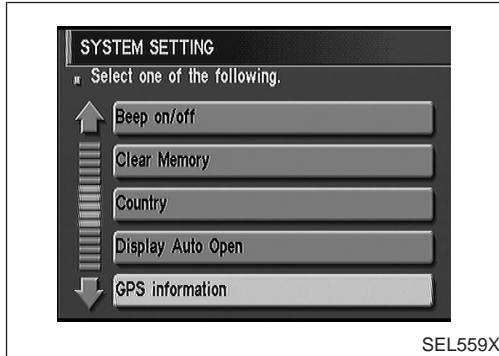 SYSTEM SETTING
Select one of the following.
Beep on/off
Clear Memory
Country
Display Auto Open
GPS information
SEL559X